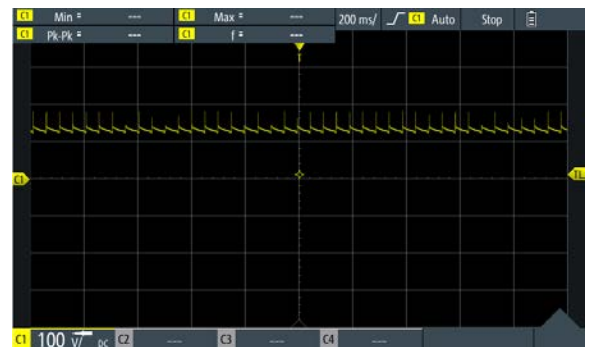 C1 Min = --- C1 Max = --- 200 ms/ C1 Auto Stop
C1 Pk-Pk = --- C1 f = ---
T
C1 TL
C1 100 V/ DC C2 --- C3 --- C4 ---